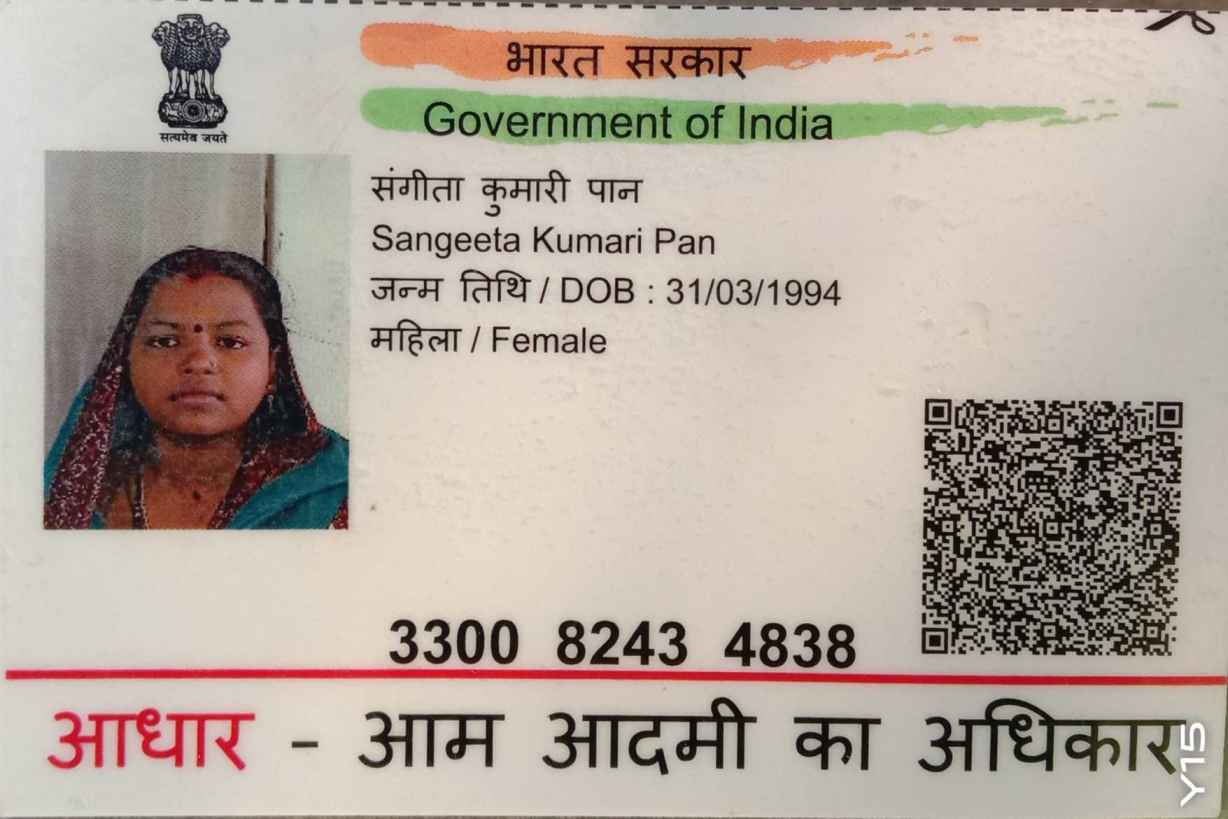 भारत सरकार
Government of India
सत्यमेव जयते
संगीता कुमारी पान
Sangeeta Kumari Pan
जन्म तिथि / DOB : 31/03/1994
महिला / Female
3300 8243 4838
आधार - आम आदमी का अधिकार
Y15